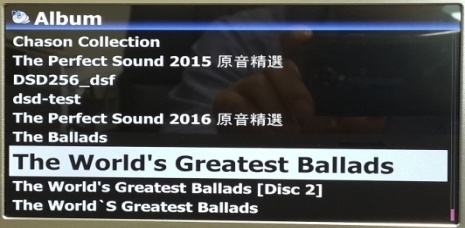 Album
Chason Collection
The Perfect Sound 2015 原音精選
DSD256_dsf
dsd-test
The Perfect Sound 2016 原音精選
The Ballads
The World's Greatest Ballads
The World's Greatest Ballads [Disc 2]
The World`S Greatest Ballads